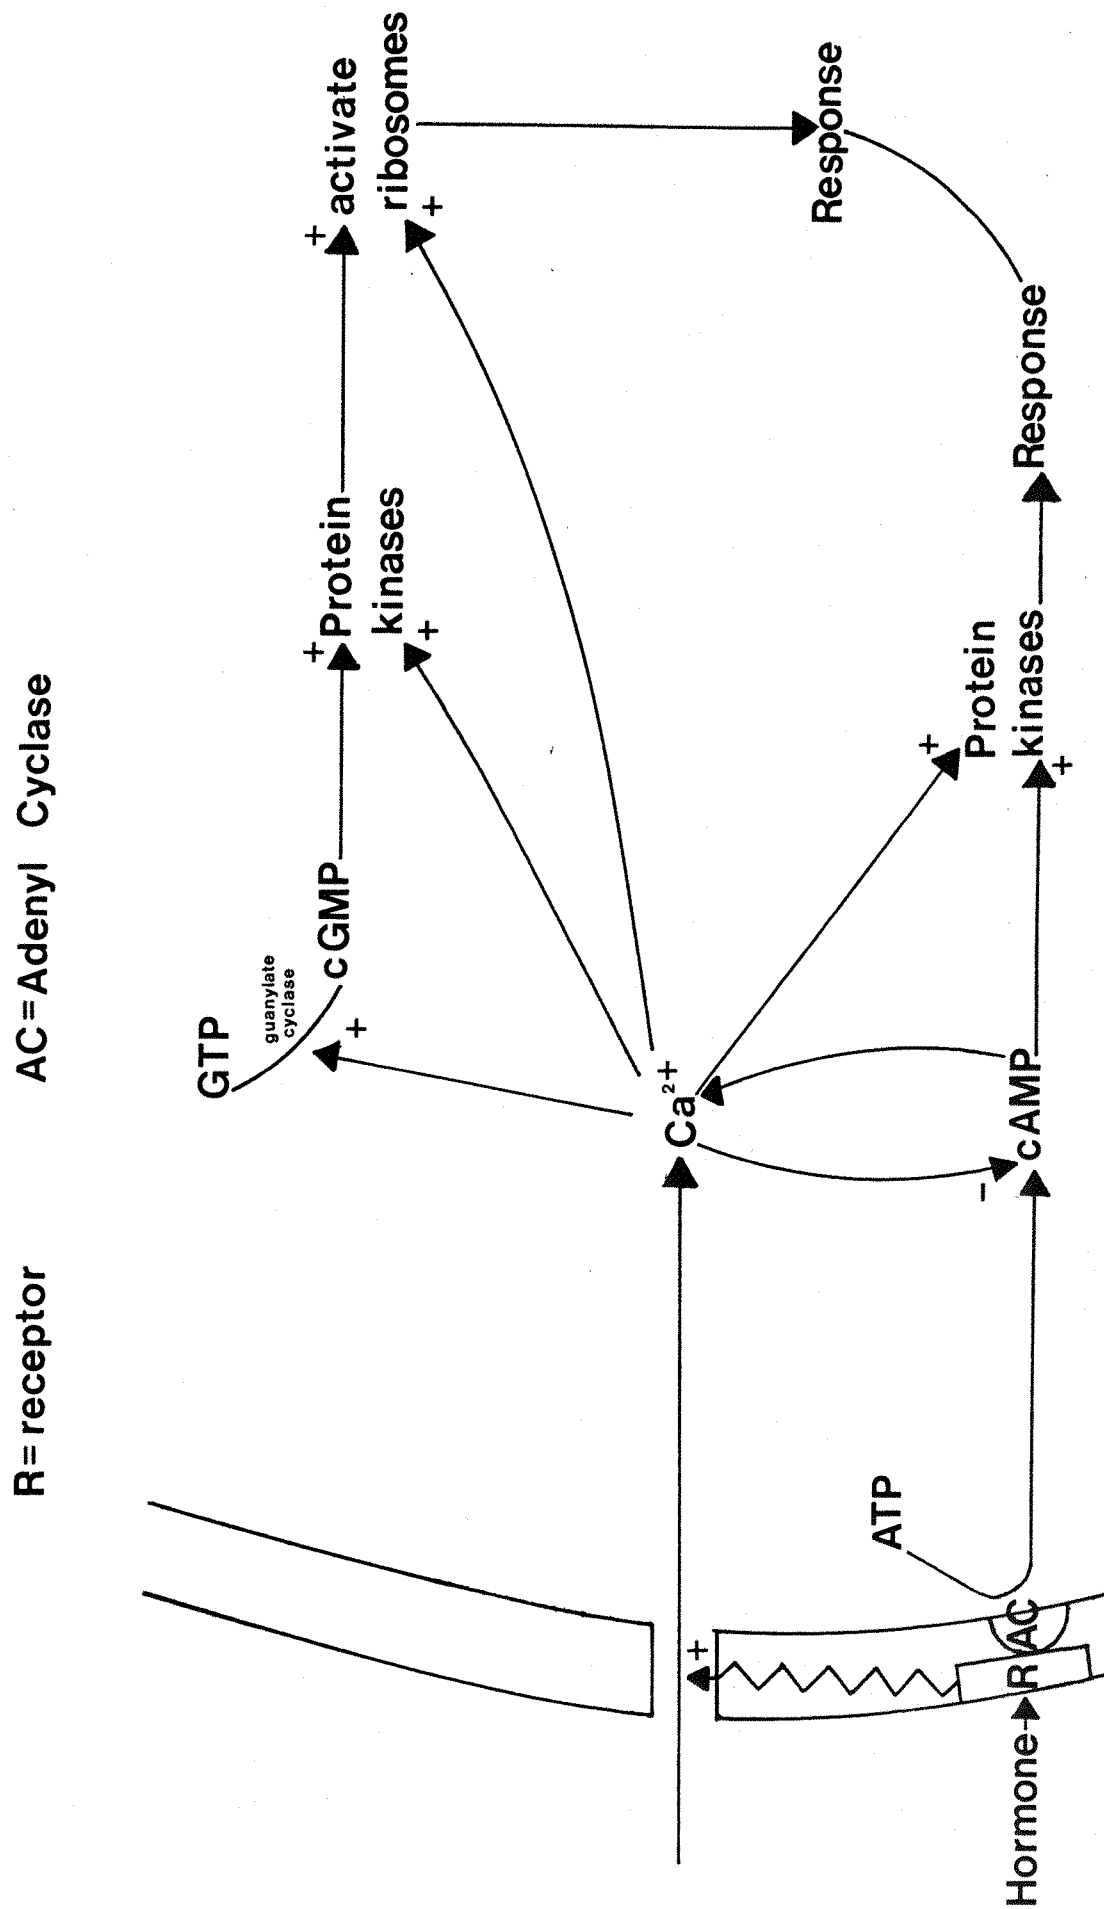 R=receptor AC=Adenyl Cyclase
GTP
guanylate
cyclase
cGMP
+
+
Protein
kinases
+
+
activate
ribosomes
+
Ca²⁺
+
ATP
-
+
Protein
kinases
+
Response
Response
Hormone
R
AC
cAMP